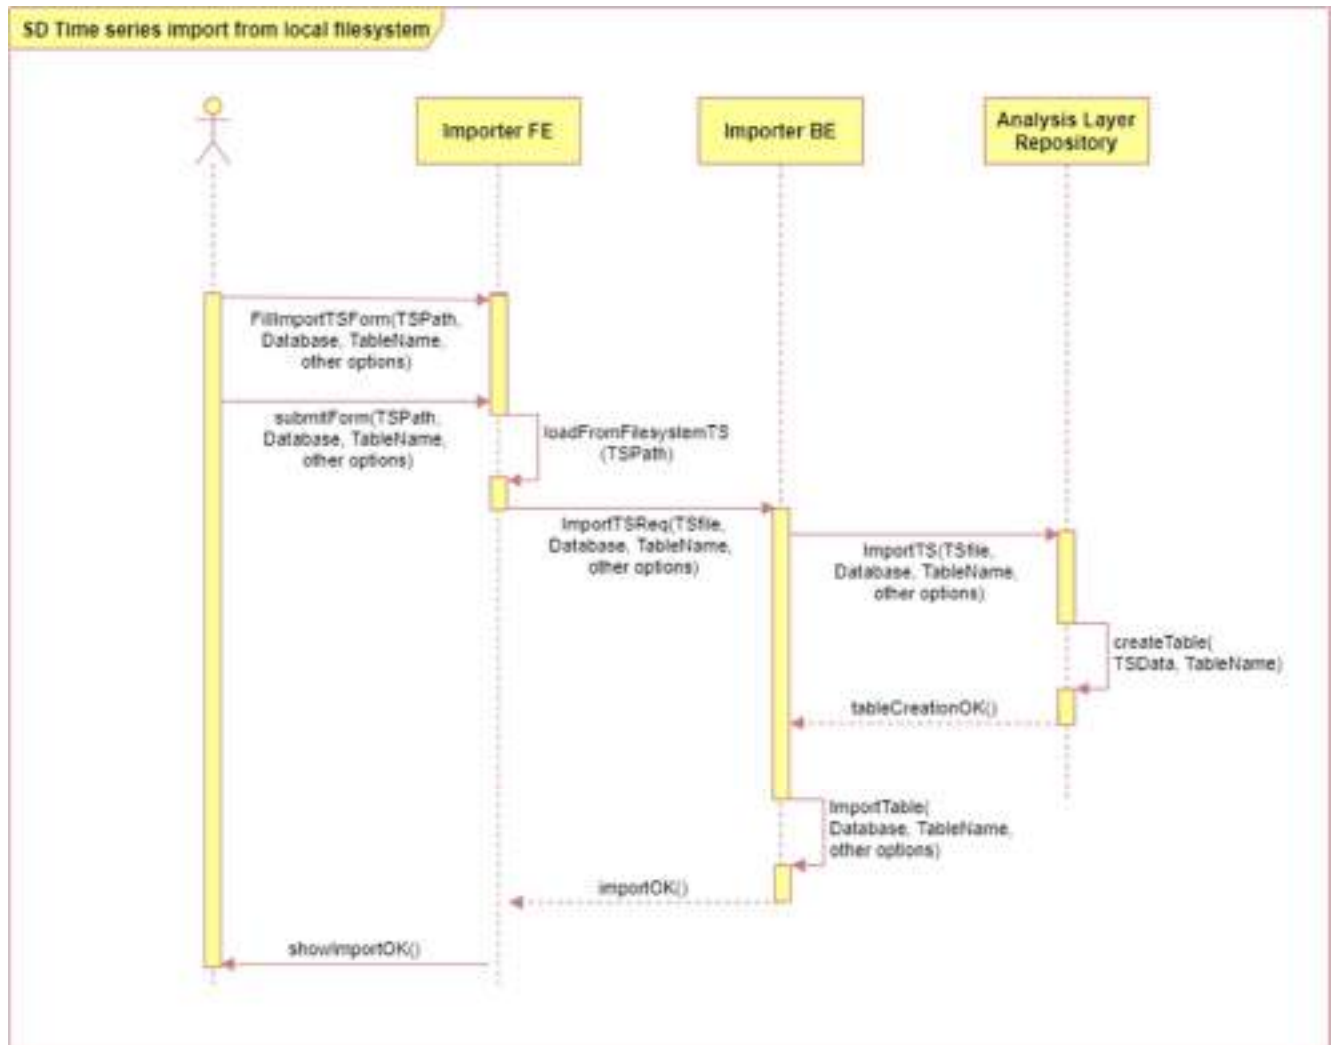 SD Time series import from local filesystem
Importer FE
Importer BE
Analysis Layer
Repository
FillImportTSForm(TSPath,
Database, TableName,
other options)
submitForm(TSPath,
Database, TableName,
other options)
loadFromFilesystemTS
(TSPath)
ImportTSReq(TSfile,
Database, TableName,
other options)
ImportTS(TSfile,
Database, TableName,
other options)
createTable(
TSData, TableName)
tableCreationOK()
ImportTable(
Database, TableName,
other options)
importOK()
showImportOK()